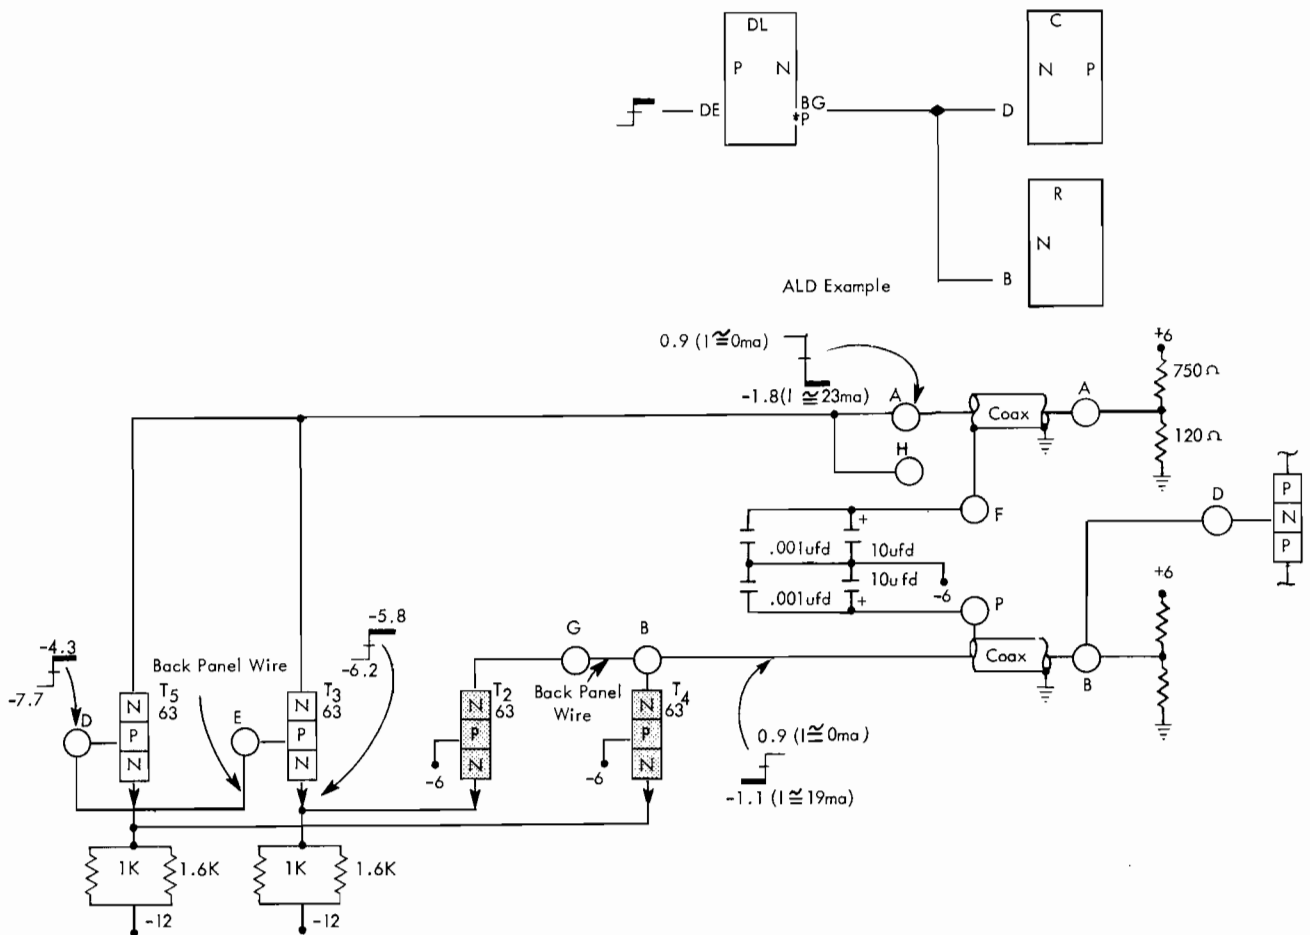 DL
P N
DE
BG
*P
D
C
N P
R
N
B
ALD Example
0.9 (I≅0ma)
-1.8(I ≅ 23ma)
A
H
Coax
A
+6
750Ω
120Ω
F
+
.001ufd
10ufd
10ufd
.001ufd
+
-6
P
D
P
N
P
+6
Coax
B
-4.3
-7.7
D
Back Panel Wire
T5
63
N
P
N
E
T3
63
N
P
N
-5.8
-6.2
G
B
Back Panel
Wire
T2
63
N
P
N
-6
T4
63
N
P
N
-6
0.9 (I≅0ma)
-1.1 (I≅19ma)
1K
1.6K
-12
1K
1.6K
-12